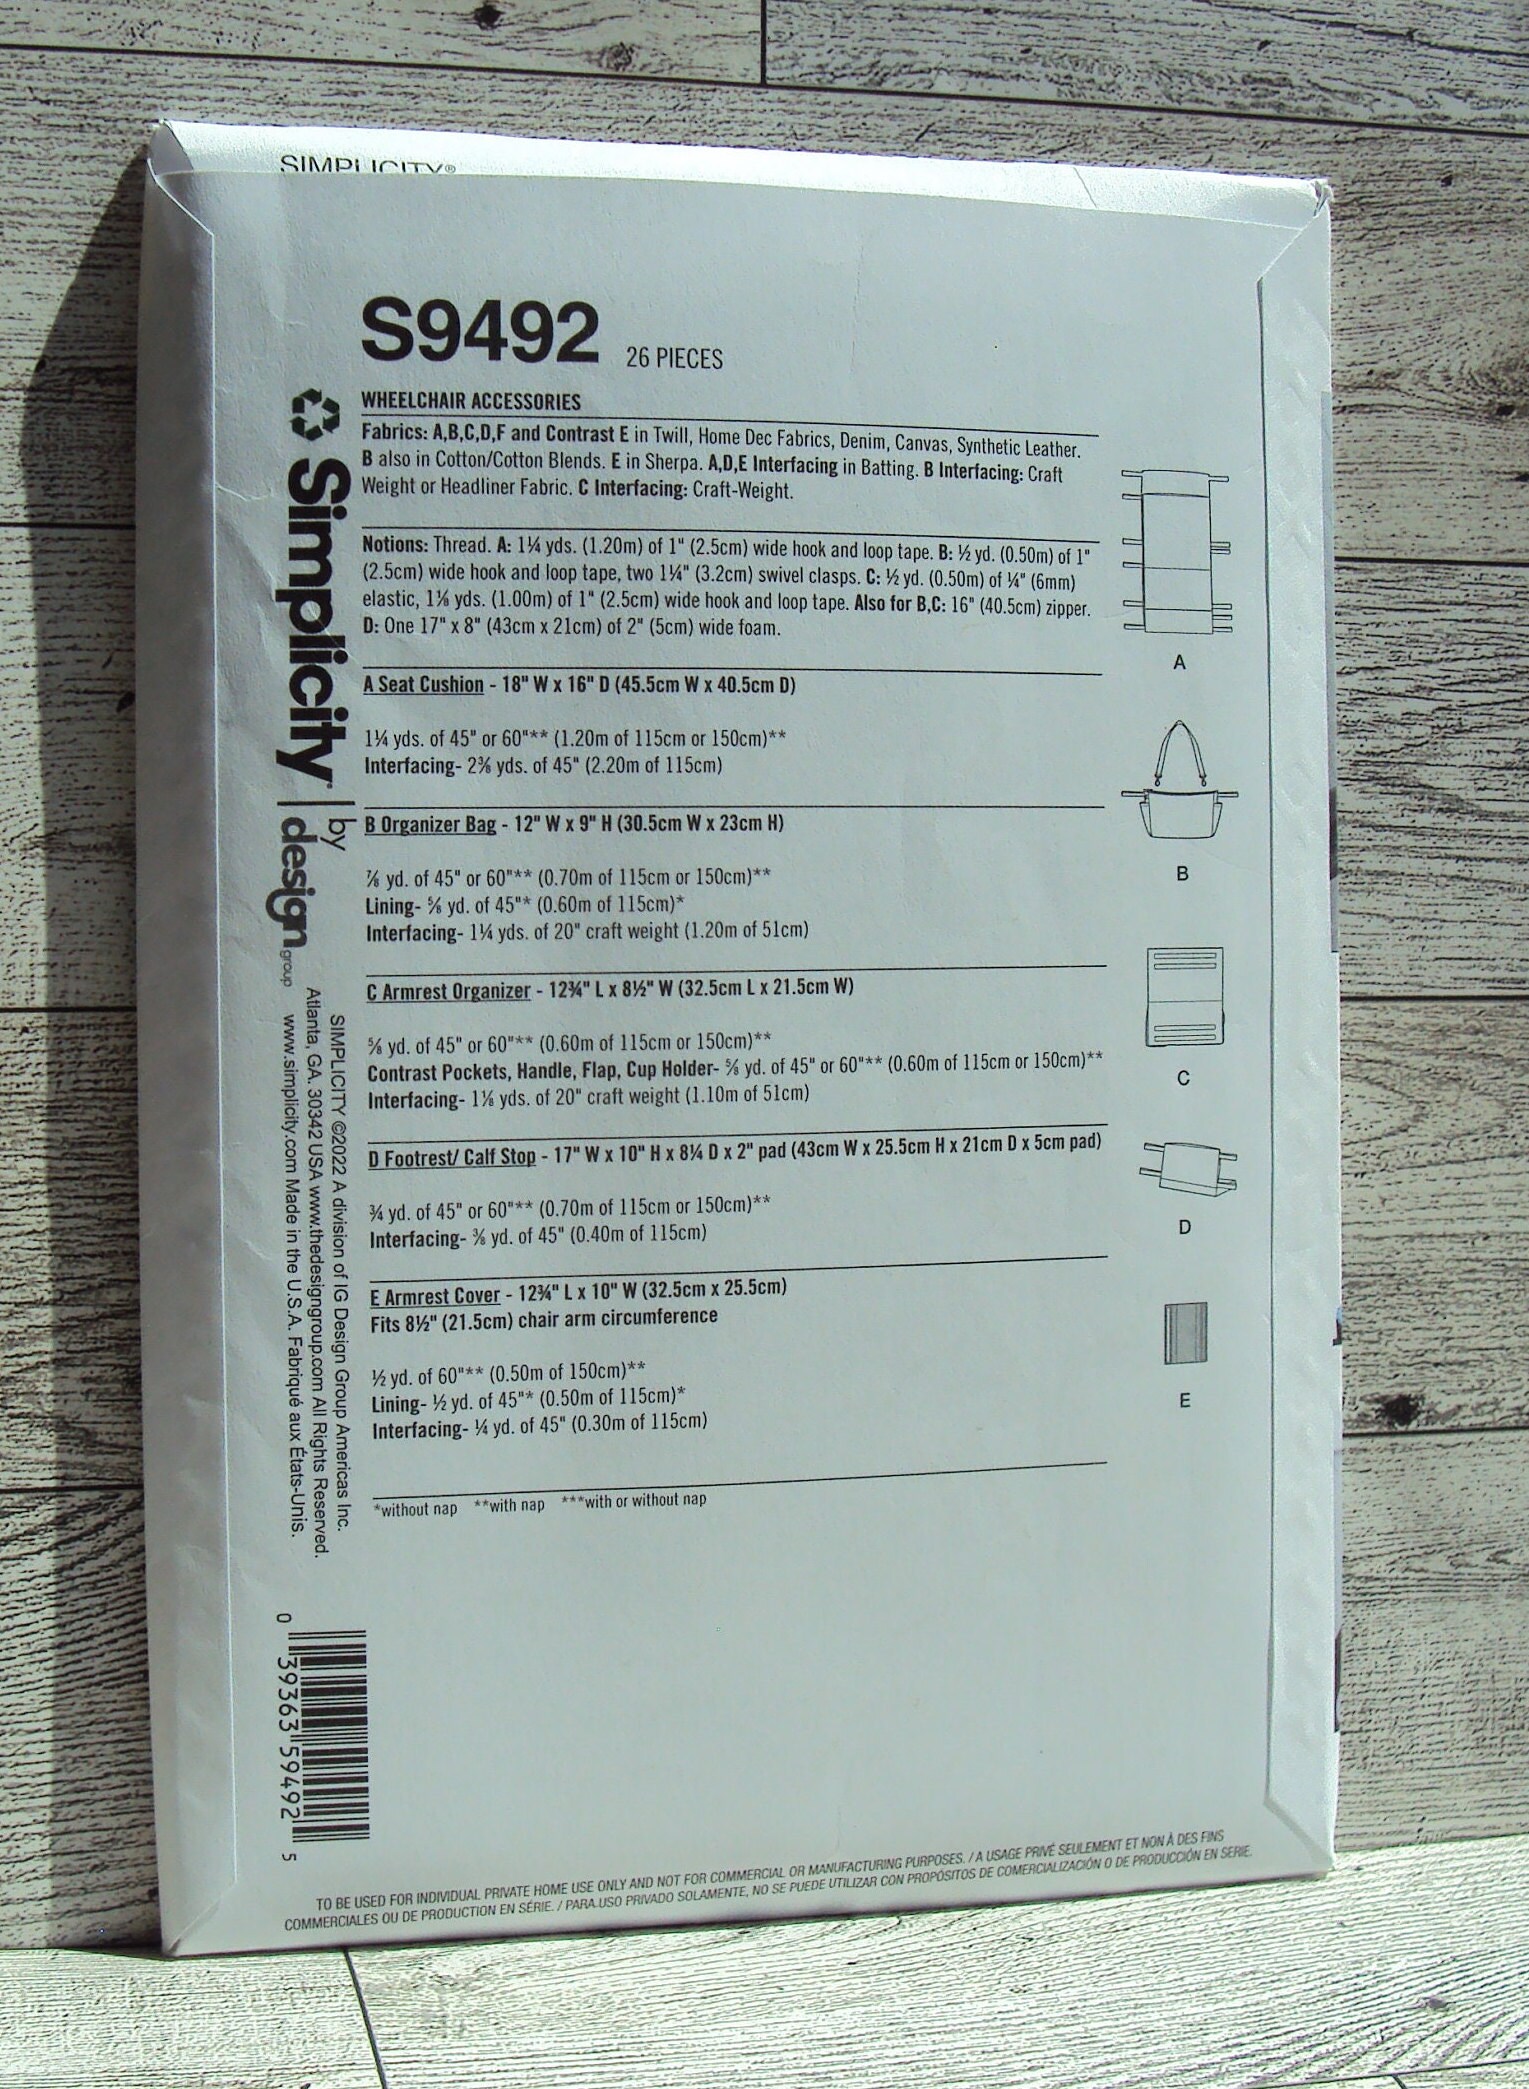 SIMPLICITY®
S9492 26 PIECES
WHEELCHAIR ACCESSORIES
Fabrics: A,B,C,D,F and Contrast E in Twill, Home Dec Fabrics, Denim, Canvas, Synthetic Leather.
B also in Cotton/Cotton Blends. E in Sherpa. A,D,E Interfacing in Batting. B Interfacing: Craft
Weight or Headliner Fabric. C Interfacing: Craft-Weight.
Notions: Thread. A: 1¼ yds. (1.20m) of 1" (2.5cm) wide hook and loop tape. B: ½ yd. (0.50m) of 1"
(2.5cm) wide hook and loop tape, two 1¼" (3.2cm) swivel clasps. C: ½ yd. (0.50m) of ¼" (6mm)
elastic, 1⅛ yds. (1.00m) of 1" (2.5cm) wide hook and loop tape. Also for B,C: 16" (40.5cm) zipper.
D: One 17" x 8" (43cm x 21cm) of 2" (5cm) wide foam.
A Seat Cushion - 18" W x 16" D (45.5cm W x 40.5cm D)
1¼ yds. of 45" or 60"** (1.20m of 115cm or 150cm)**
Interfacing- 2⅜ yds. of 45" (2.20m of 115cm)
B Organizer Bag - 12" W x 9" H (30.5cm W x 23cm H)
⅞ yd. of 45" or 60"** (0.70m of 115cm or 150cm)**
Lining- ⅝ yd. of 45"* (0.60m of 115cm)*
Interfacing- 1¼ yds. of 20" craft weight (1.20m of 51cm)
C Armrest Organizer - 12¾" L x 8½" W (32.5cm L x 21.5cm W)
⅝ yd. of 45" or 60"** (0.60m of 115cm or 150cm)**
Contrast Pockets, Handle, Flap, Cup Holder- ⅝ yd. of 45" or 60"** (0.60m of 115cm or 150cm)**
Interfacing- 1⅛ yds. of 20" craft weight (1.10m of 51cm)
D Footrest/ Calf Stop - 17" W x 10" H x 8¼ D x 2" pad (43cm W x 25.5cm H x 21cm D x 5cm pad)
¾ yd. of 45" or 60"** (0.70m of 115cm or 150cm)**
Interfacing- ⅜ yd. of 45" (0.40m of 115cm)
E Armrest Cover - 12¾" L x 10" W (32.5cm x 25.5cm)
Fits 8½" (21.5cm) chair arm circumference
½ yd. of 60"** (0.50m of 150cm)**
Lining- ½ yd. of 45"* (0.50m of 115cm)*
Interfacing- ¼ yd. of 45" (0.30m of 115cm)
*without nap **with nap ***with or without nap
A
B
C
D
E
Simplicity | by design group
SIMPLICITY ©2022 A division of IG Design Group Americas Inc.
Atlanta, GA. 30342 USA www.thedesigngroup.com All Rights Reserved.
www.simplicity.com Made in the U.S.A. Fabriqué aux États-Unis.
0 39363 59492 5
TO BE USED FOR INDIVIDUAL PRIVATE HOME USE ONLY AND NOT FOR COMMERCIAL OR MANUFACTURING PURPOSES. / A USAGE PRIVÉ SEULEMENT ET NON À DES FINS
COMMERCIALES OU DE PRODUCTION EN SÉRIE. / PARA USO PRIVADO SOLAMENTE, NO SE PUEDE UTILIZAR CON PROPÓSITOS DE COMERCIALIZACIÓN O DE PRODUCCIÓN EN SERIE.